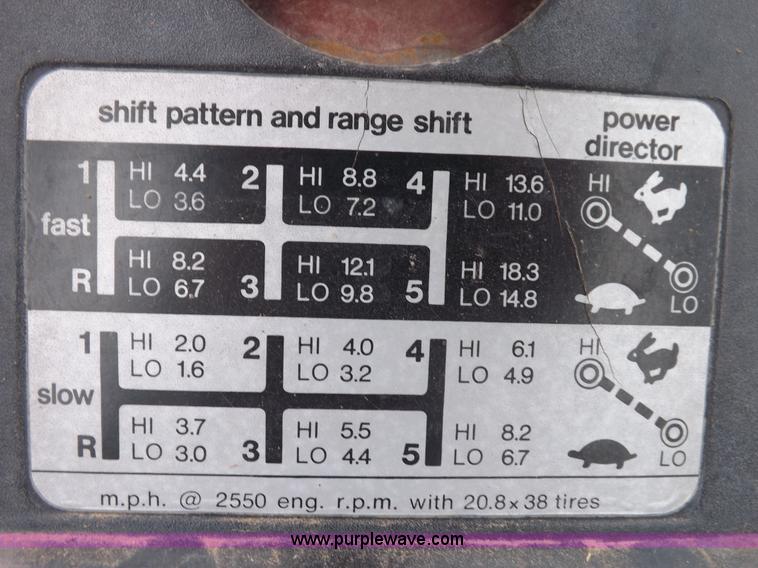 shift pattern and range shift power director
1 HI 4.4 2 HI 8.8 4 HI 13.6 HI
LO 3.6 LO 7.2 LO 11.0
fast
HI 8.2 HI 12.1 HI 18.3
R LO 6.7 3 LO 9.8 5 LO 14.8 LO
1 HI 2.0 2 HI 4.0 4 HI 6.1 HI
LO 1.6 LO 3.2 LO 4.9
slow
HI 3.7 HI 5.5 HI 8.2
R LO 3.0 3 LO 4.4 5 LO 6.7 LO
m.p.h. @ 2550 eng. r.p.m. with 20.8x38 tires
www.purplewave.com